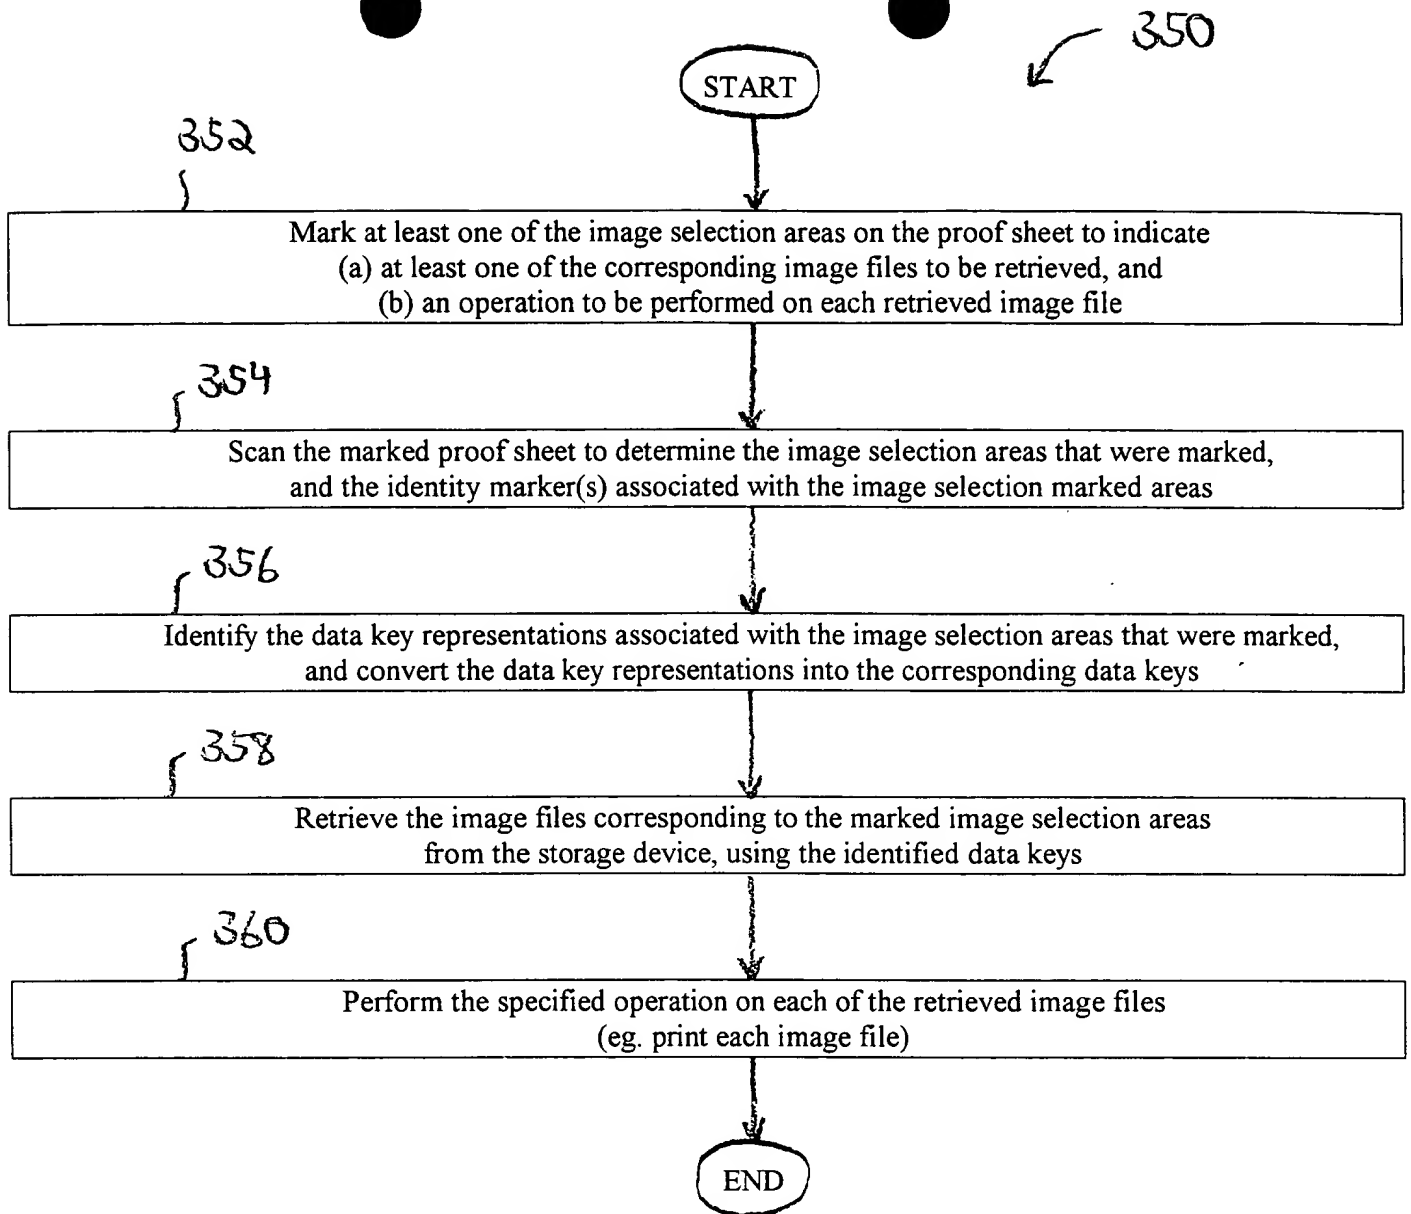 350
START
352
Mark at least one of the image selection areas on the proof sheet to indicate
(a) at least one of the corresponding image files to be retrieved, and
(b) an operation to be performed on each retrieved image file
354
Scan the marked proof sheet to determine the image selection areas that were marked,
and the identity marker(s) associated with the image selection marked areas
356
Identify the data key representations associated with the image selection areas that were marked,
and convert the data key representations into the corresponding data keys
358
Retrieve the image files corresponding to the marked image selection areas
from the storage device, using the identified data keys
360
Perform the specified operation on each of the retrieved image files
(eg. print each image file)
END